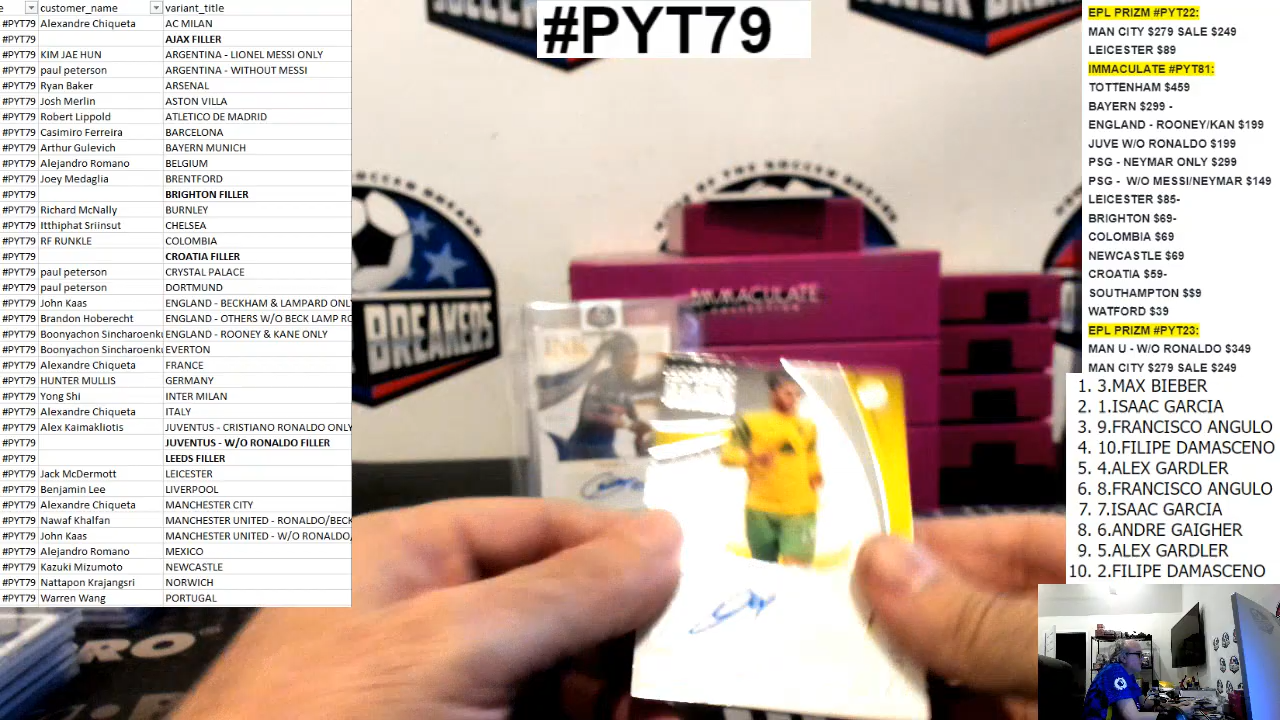 #PYT79
customer_name variant_title
#PYT79 Alexandre Chiqueta AC MILAN
#PYT79 AJAX FILLER
#PYT79 IM JAE HUN ARGENTINA - LIONEL MESSI ONLY
#PYT79 paul peterson ARGENTINA - WITHOUT MESSI
#PYT79 Ryan Baker ARSENAL
#PYT79 Josh Merlin ASTON VILLA
#PYT79 Robert Lippold ATLETICO DE MADRID
#PYT79 Casimiro Ferreira BARCELONA
#PYT79 Arthur Gulevich BAYERN MUNICH
#PYT79 Alejandro Romano BELGIUM
#PYT79 Joey Medaglia BRENTFORD
#PYT79 BRIGHTON FILLER
#PYT79 Richard McNally BURNLEY
#PYT79 Itthiphat Sriinsut CHELSEA
#PYT79 RF RUNKLE COLOMBIA
#PYT79 CROATIA FILLER
#PYT79 paul peterson CRYSTAL PALACE
#PYT79 paul peterson DORTMUND
#PYT79 John Kaas ENGLAND - BECKHAM & LAMPARD ONL
#PYT79 Brandon Hoberecht ENGLAND - OTHERS W/O BECK LAMP RO
#PYT79 Boonyachon Sincharoenku ENGLAND - ROONEY & KANE ONLY
#PYT79 Boonyachon Sincharoenku EVERTON
#PYT79 Alexandre Chiqueta FRANCE
#PYT79 HUNTER MULLIS GERMANY
#PYT79 Yong Shi INTER MILAN
#PYT79 Alexandre Chiqueta ITALY
#PYT79 Alex Kaimakliotis JUVENTUS - CRISTIANO RONALDO ONLY
#PYT79 JUVENTUS - W/O RONALDO FILLER
#PYT79 LEEDS FILLER
#PYT79 Jack McDermott LEICESTER
#PYT79 Benjamin Lee LIVERPOOL
#PYT79 Alexandre Chiqueta MANCHESTER CITY
#PYT79 Nawaf Khalfan MANCHESTER UNITED - RONALDO/BECK
#PYT79 John Kaas MANCHESTER UNITED - W/O RONALDO/
#PYT79 Alejandro Romano MEXICO
#PYT79 Kazuki Mizumoto NEWCASTLE
#PYT79 Nattapon Krajangsri NORWICH
#PYT79 Warren Wang PORTUGAL
BREAKERS
IMMACULATE
COLLECTION
INK
EPL PRIZM #PYT22:
MAN CITY $279 SALE $249
LEICESTER $89
IMMACULATE #PYT81:
TOTTENHAM $459
BAYERN $299 -
ENGLAND - ROONEY/KAN $199
JUVE W/O RONALDO $199
PSG - NEYMAR ONLY $299
PSG - W/O MESSI/NEYMAR $149
LEICESTER $85-
BRIGHTON $69-
COLOMBIA $69
NEWCASTLE $69
CROATIA $59-
SOUTHAMPTON $$9
WATFORD $39
EPL PRIZM #PYT23:
MAN U - W/O RONALDO $349
MAN CITY $279 SALE $249
1. 3.MAX BIEBER
2. 1.ISAAC GARCIA
3. 9.FRANCISCO ANGULO
4. 10.FILIPE DAMASCENO
5. 4.ALEX GARDLER
6. 8.FRANCISCO ANGULO
7. 7.ISAAC GARCIA
8. 6.ANDRE GAIGHER
9. 5.ALEX GARDLER
10. 2.FILIPE DAMASCENO